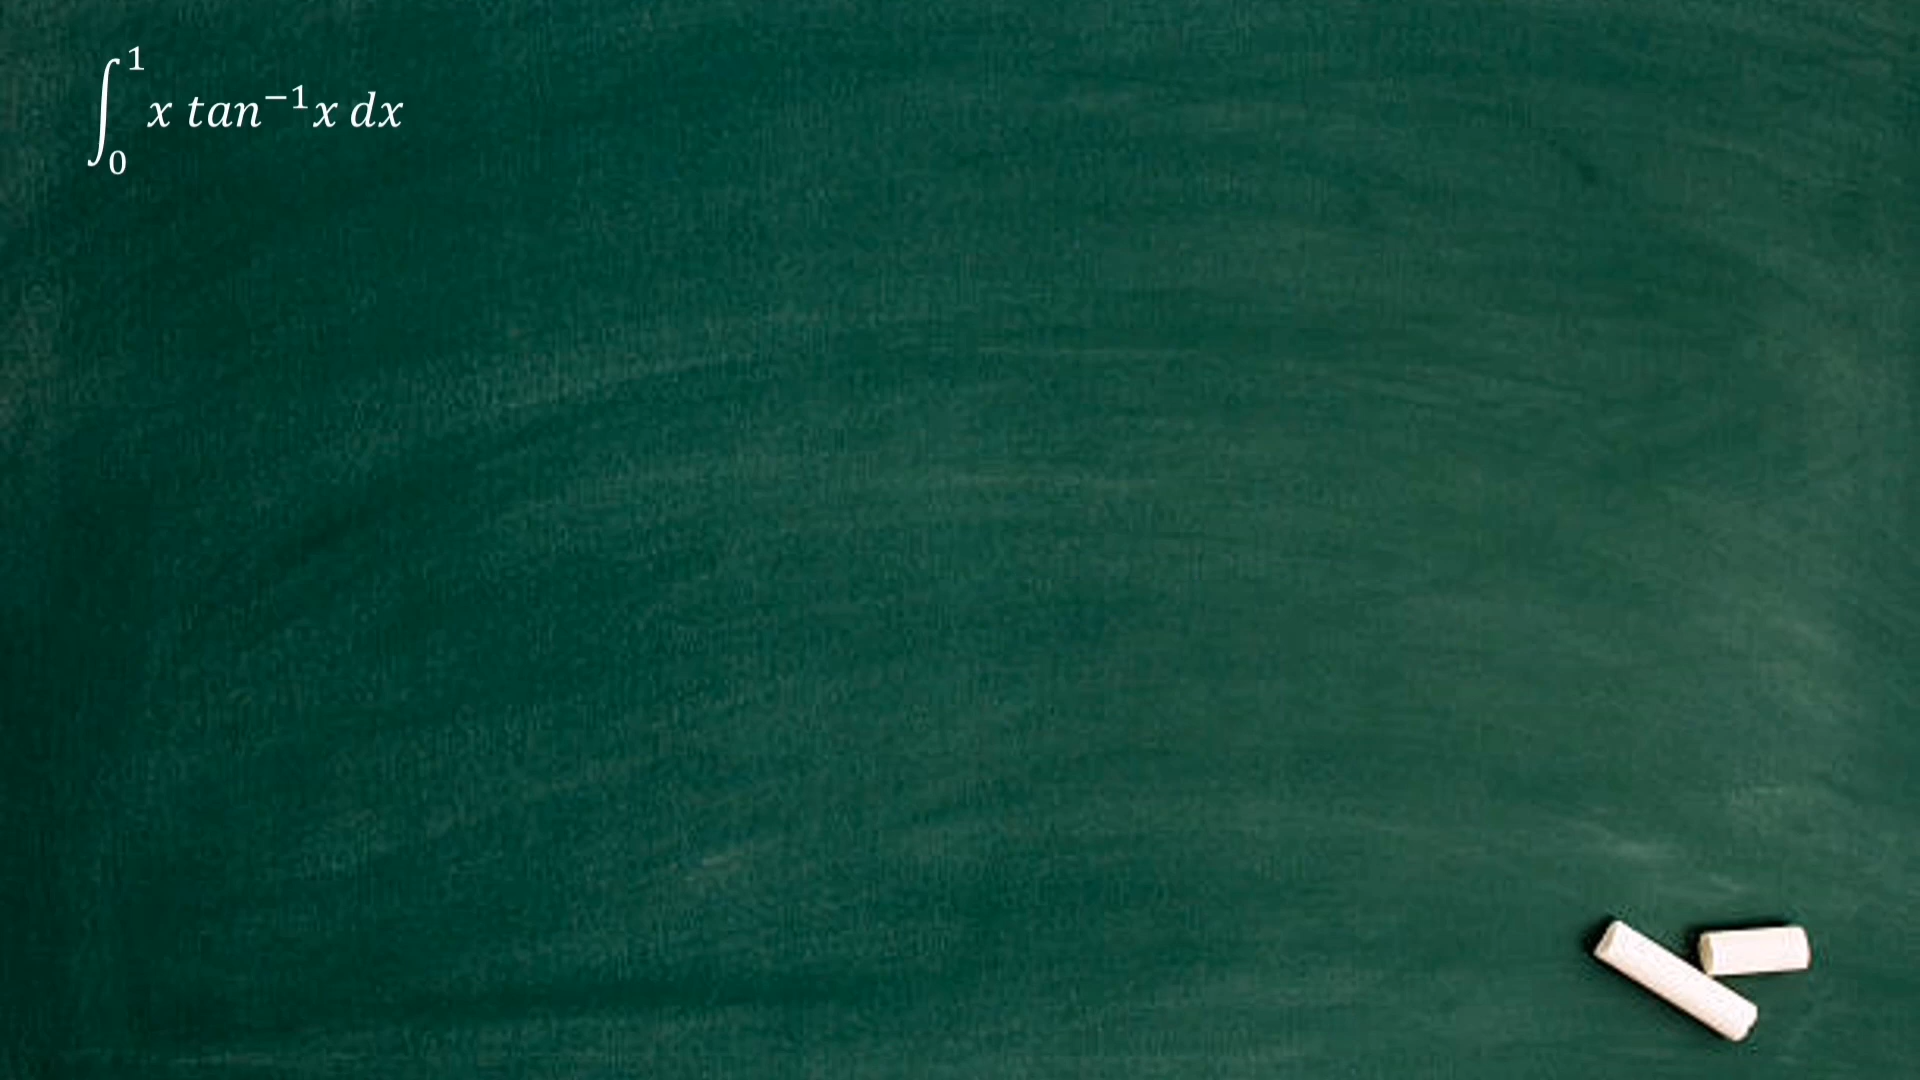 ∫₀¹ x tan⁻¹x dx